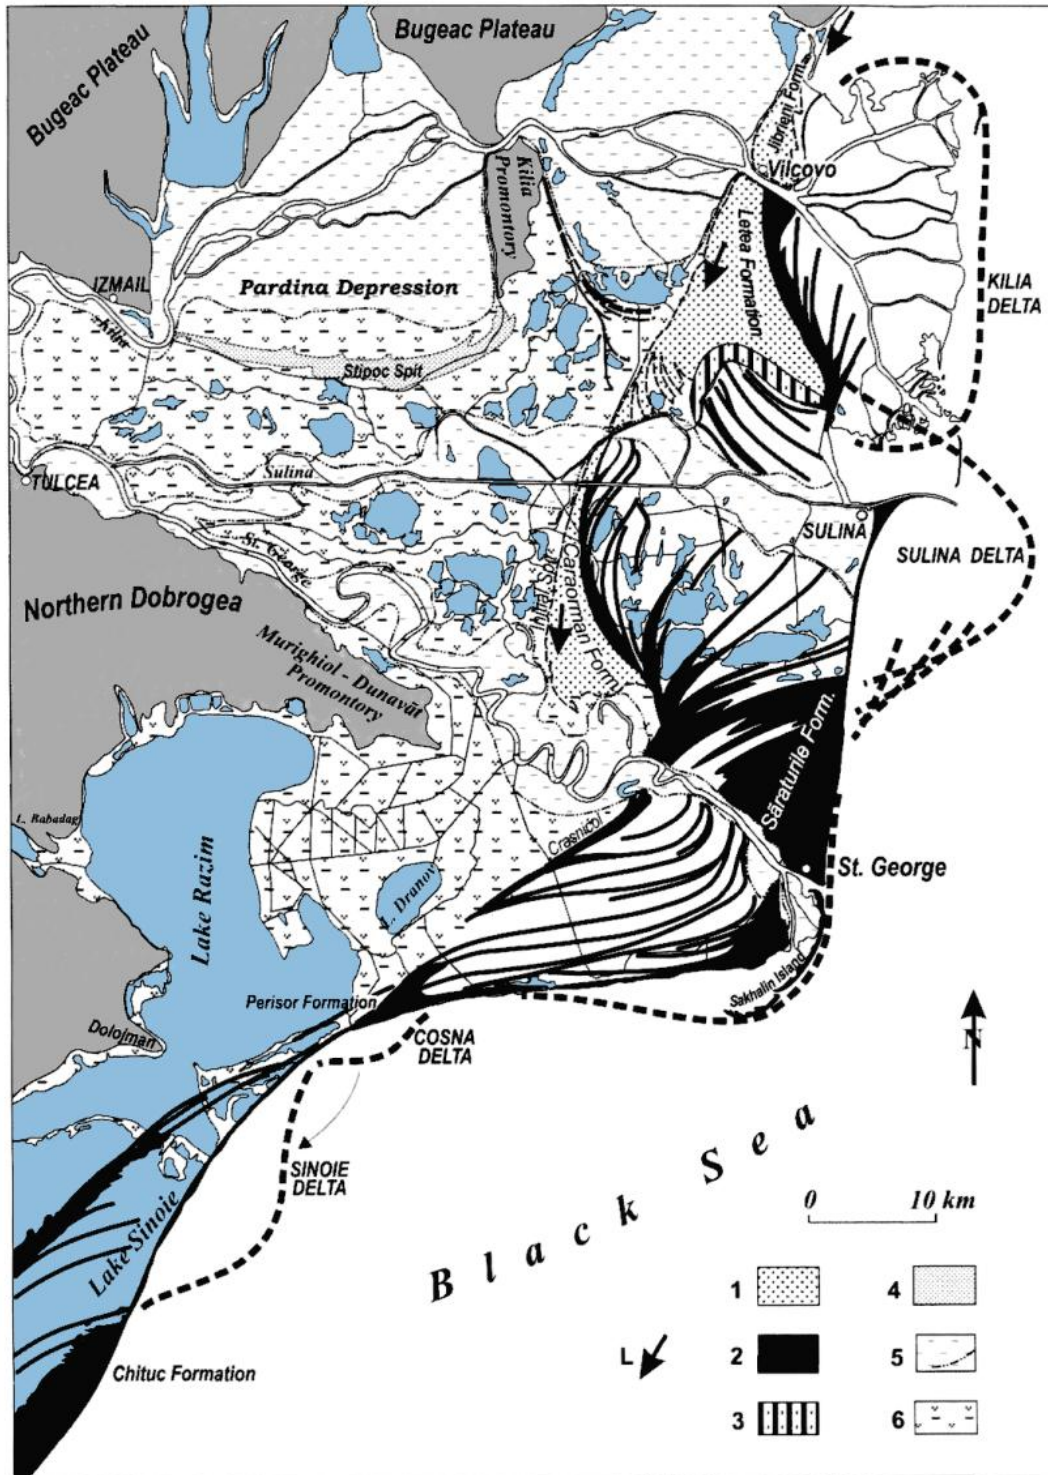 Bugeac Plateau
Bugeac Plateau
Jibrieni Form.
Vilcovo
Kilia
Promontory
Letea Formation
IZMAIL
Kilia
Pardina Depression
KILIA
DELTA
Stipoc Spit
TULCEA
Sulina
SULINA
SULINA DELTA
St. George
Caraorman Form.
Northern Dobrogea
Murighiol - Dunavăt
Promontory
Săraturile Form.
L. Babadag
Lake Razim
Crasnicol
St. George
L. Dranov
Sakhalin Island
Perisor Formation
Dolojman
COSNA
DELTA
N
SINOIE
DELTA
Black Sea
Lake Sinoie
0 10 km
1 4
L 2 5
3 6
Chituc Formation